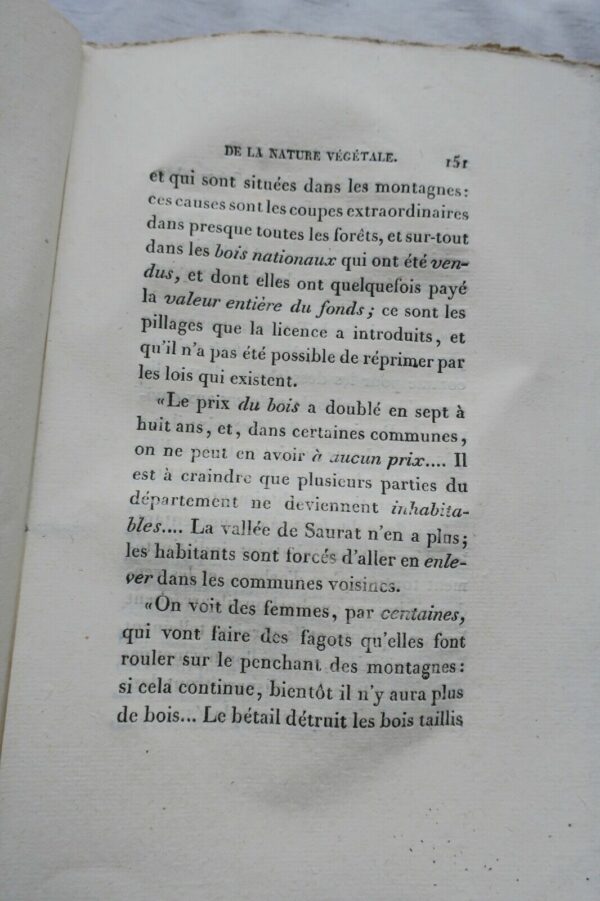 DE LA NATURE VÉGÉTALE. 151
et qui sont situées dans les montagnes:
ces causes sont les coupes extraordinaires
dans presque toutes les forêts, et sur-tout
dans les bois nationaux qui ont été ven-
dus, et dont elles ont quelquefois payé
la valeur entière du fonds; ce sont les
pillages que la licence a introduits, et
qu'il n'a pas été possible de réprimer par
les lois qui existent.
«Le prix du bois a doublé en sept à
huit ans, et, dans certaines communes,
on ne peut en avoir à aucun prix.... Il
est à craindre que plusieurs parties du
département ne deviennent inhabita-
bles.... La vallée de Saurat n'en a plus;
les habitants sont forcés d'aller en enle-
ver dans les communes voisines.
«On voit des femmes, par centaines,
qui vont faire des fagots qu'elles font
rouler sur le penchant des montagnes:
si cela continue, bientôt il n'y aura plus
de bois... Le bétail détruit les bois taillis